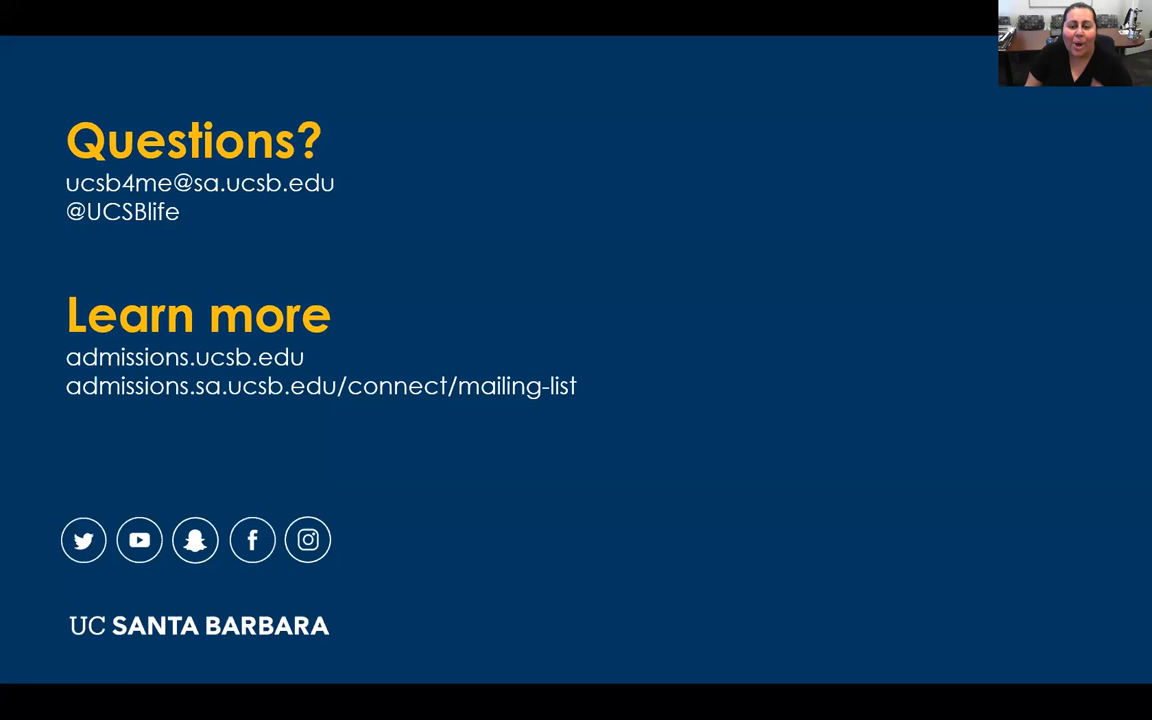 Questions?
ucsb4me@sa.ucsb.edu
@UCSBlife
Learn more
admissions.ucsb.edu
admissions.sa.ucsb.edu/connect/mailing-list
UC SANTA BARBARA